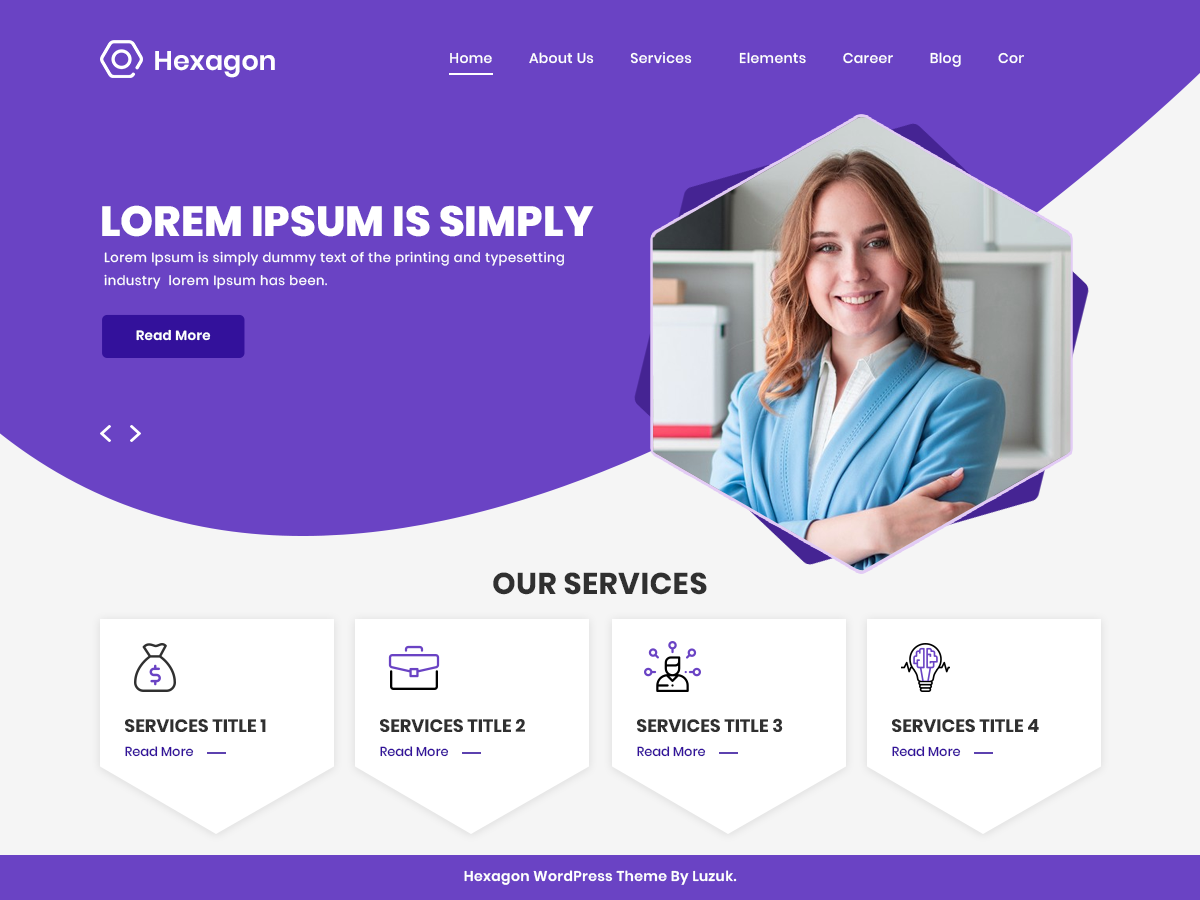 Hexagon
Home About Us Services Elements Career Blog Cor
LOREM IPSUM IS SIMPLY
Lorem Ipsum is simply dummy text of the printing and typesetting
industry lorem Ipsum has been.
Read More
OUR SERVICES
$
SERVICES TITLE 1
Read More
SERVICES TITLE 2
Read More
SERVICES TITLE 3
Read More
SERVICES TITLE 4
Read More
Hexagon WordPress Theme By Luzuk.